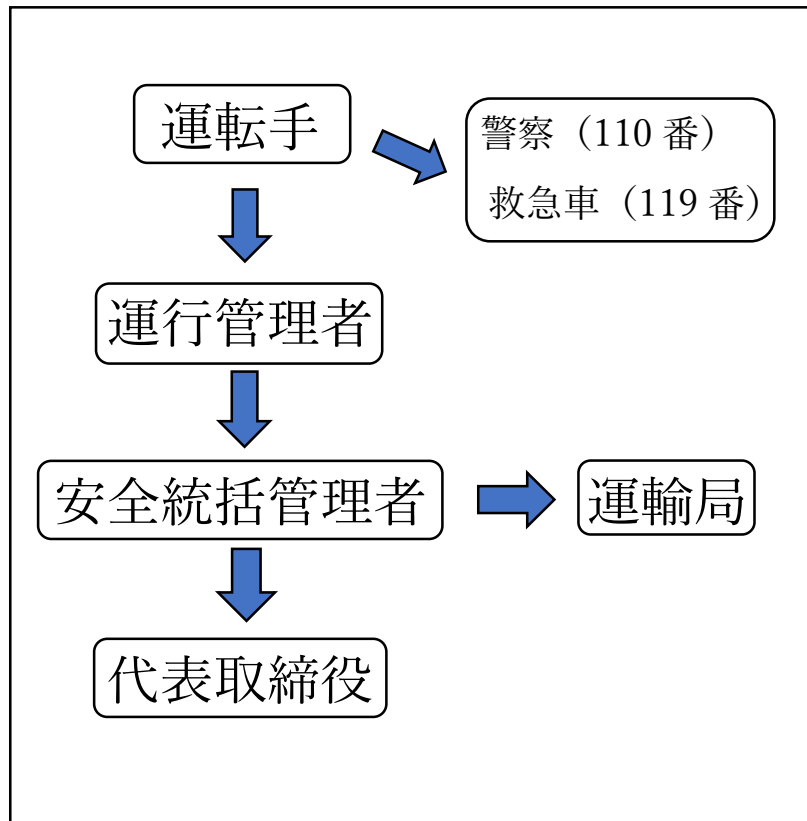 運転手
警察（110 番）
救急車（119 番）
運行管理者
安全統括管理者
運輸局
代表取締役